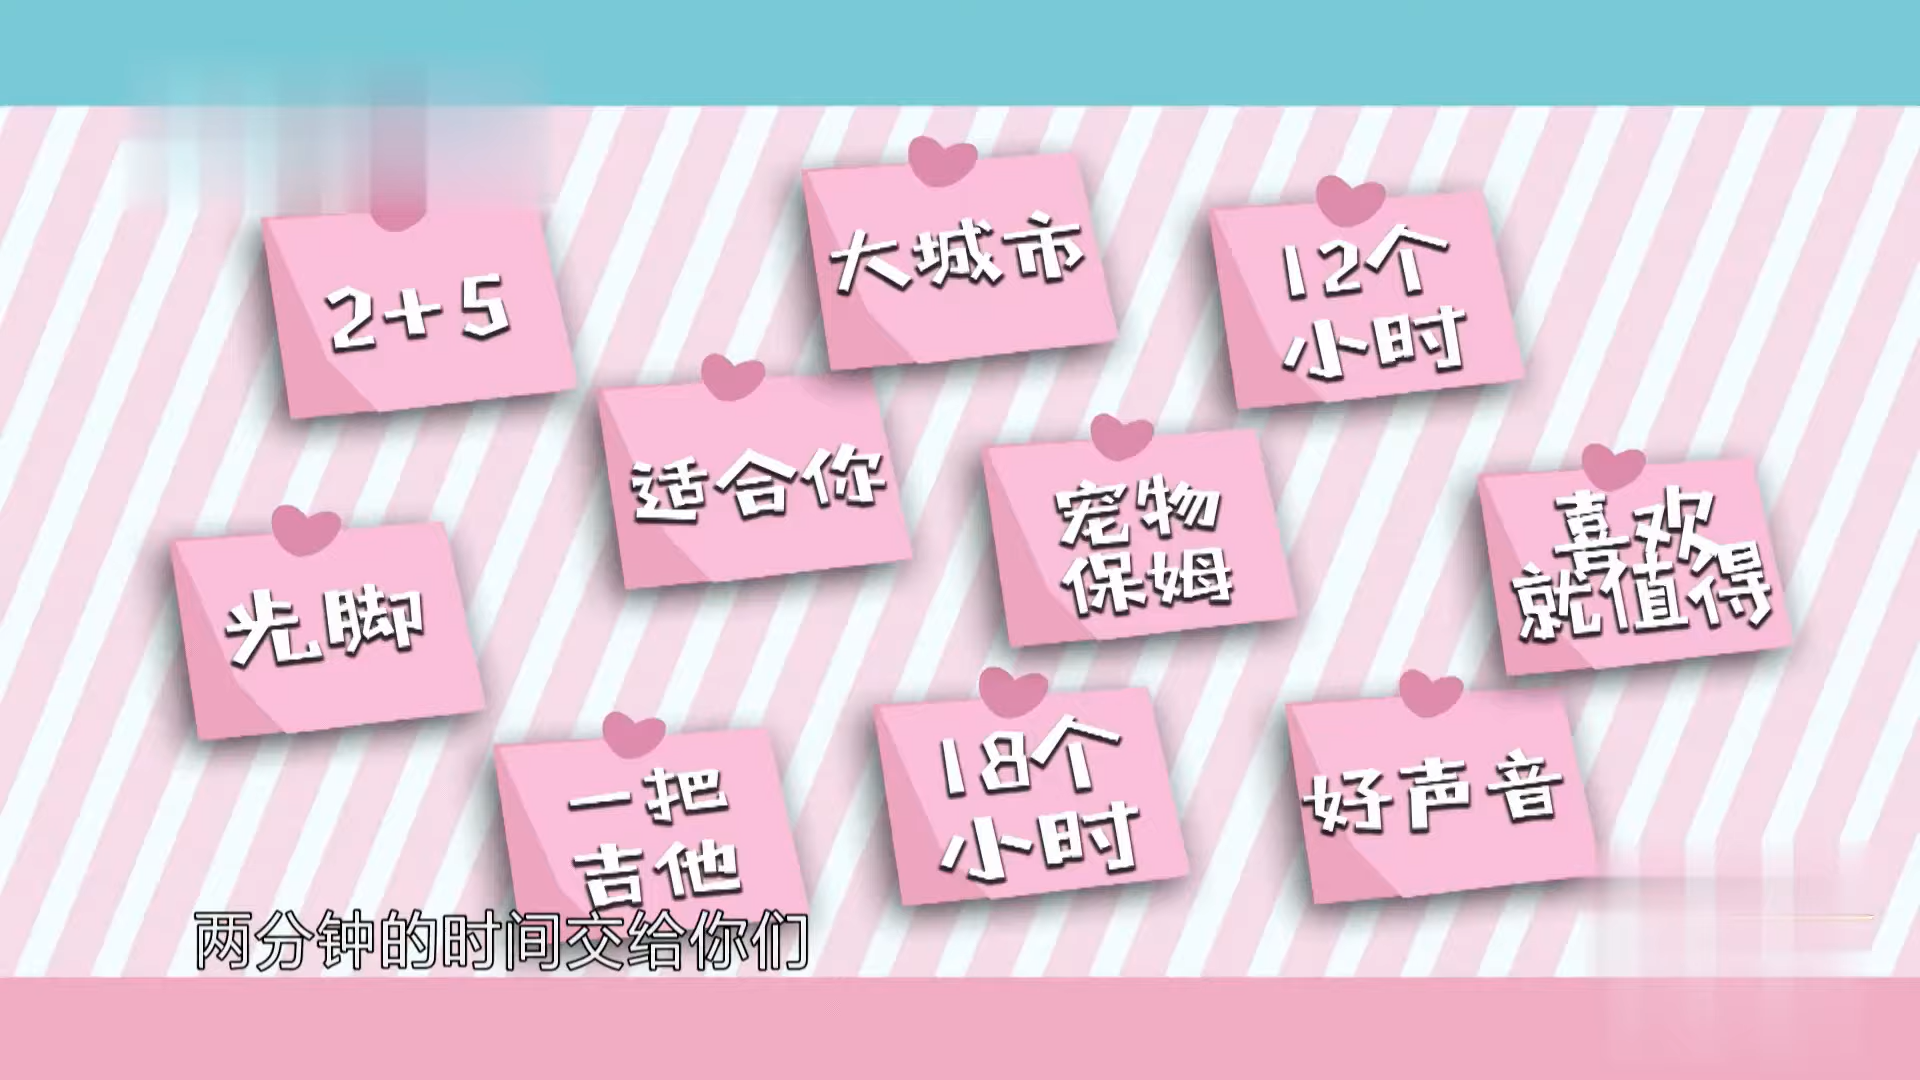 2+5
大城市
12个
小时
适合你
宠物
保姆
喜欢
就值得
光脚
一把
吉他
18个
小时
好声音
两分钟的时间交给你们